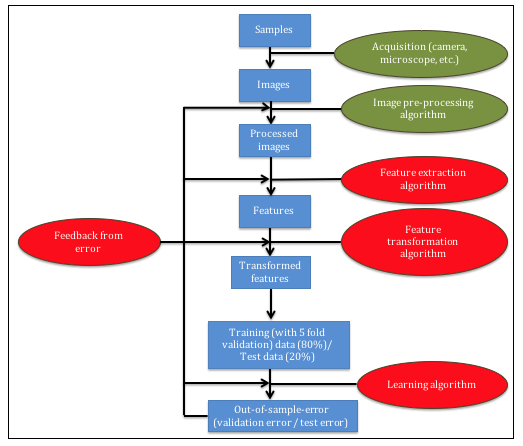 Samples
Acquisition (camera,
microscope, etc.)
Images
Image pre-processing
algorithm
Processed
images
Feature extraction
algorithm
Features
Feature
transformation
algorithm
Feedback from
error
Transformed
features
Training (with 5 fold
validation) data (80%)/
Test data (20%)
Learning algorithm
Out-of-sample-error
(validation error / test error)